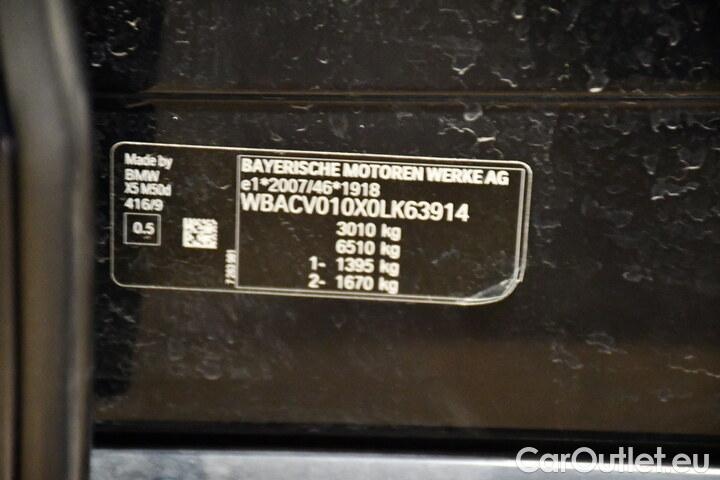 Made by
BMW
X5 M50d
416/9
0.5
BAYERISCHE MOTOREN WERKE AG
e1*2007/46*1918
WBACV010X0LK63914
3010 kg
6510 kg
1- 1395 kg
2- 1670 kg
CarOutlet.eu